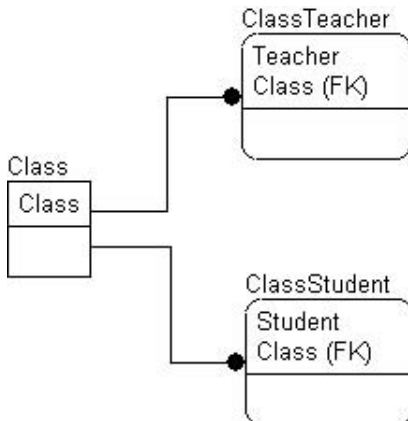 ClassTeacher
Teacher
Class (FK)
Class
Class
ClassStudent
Student
Class (FK)